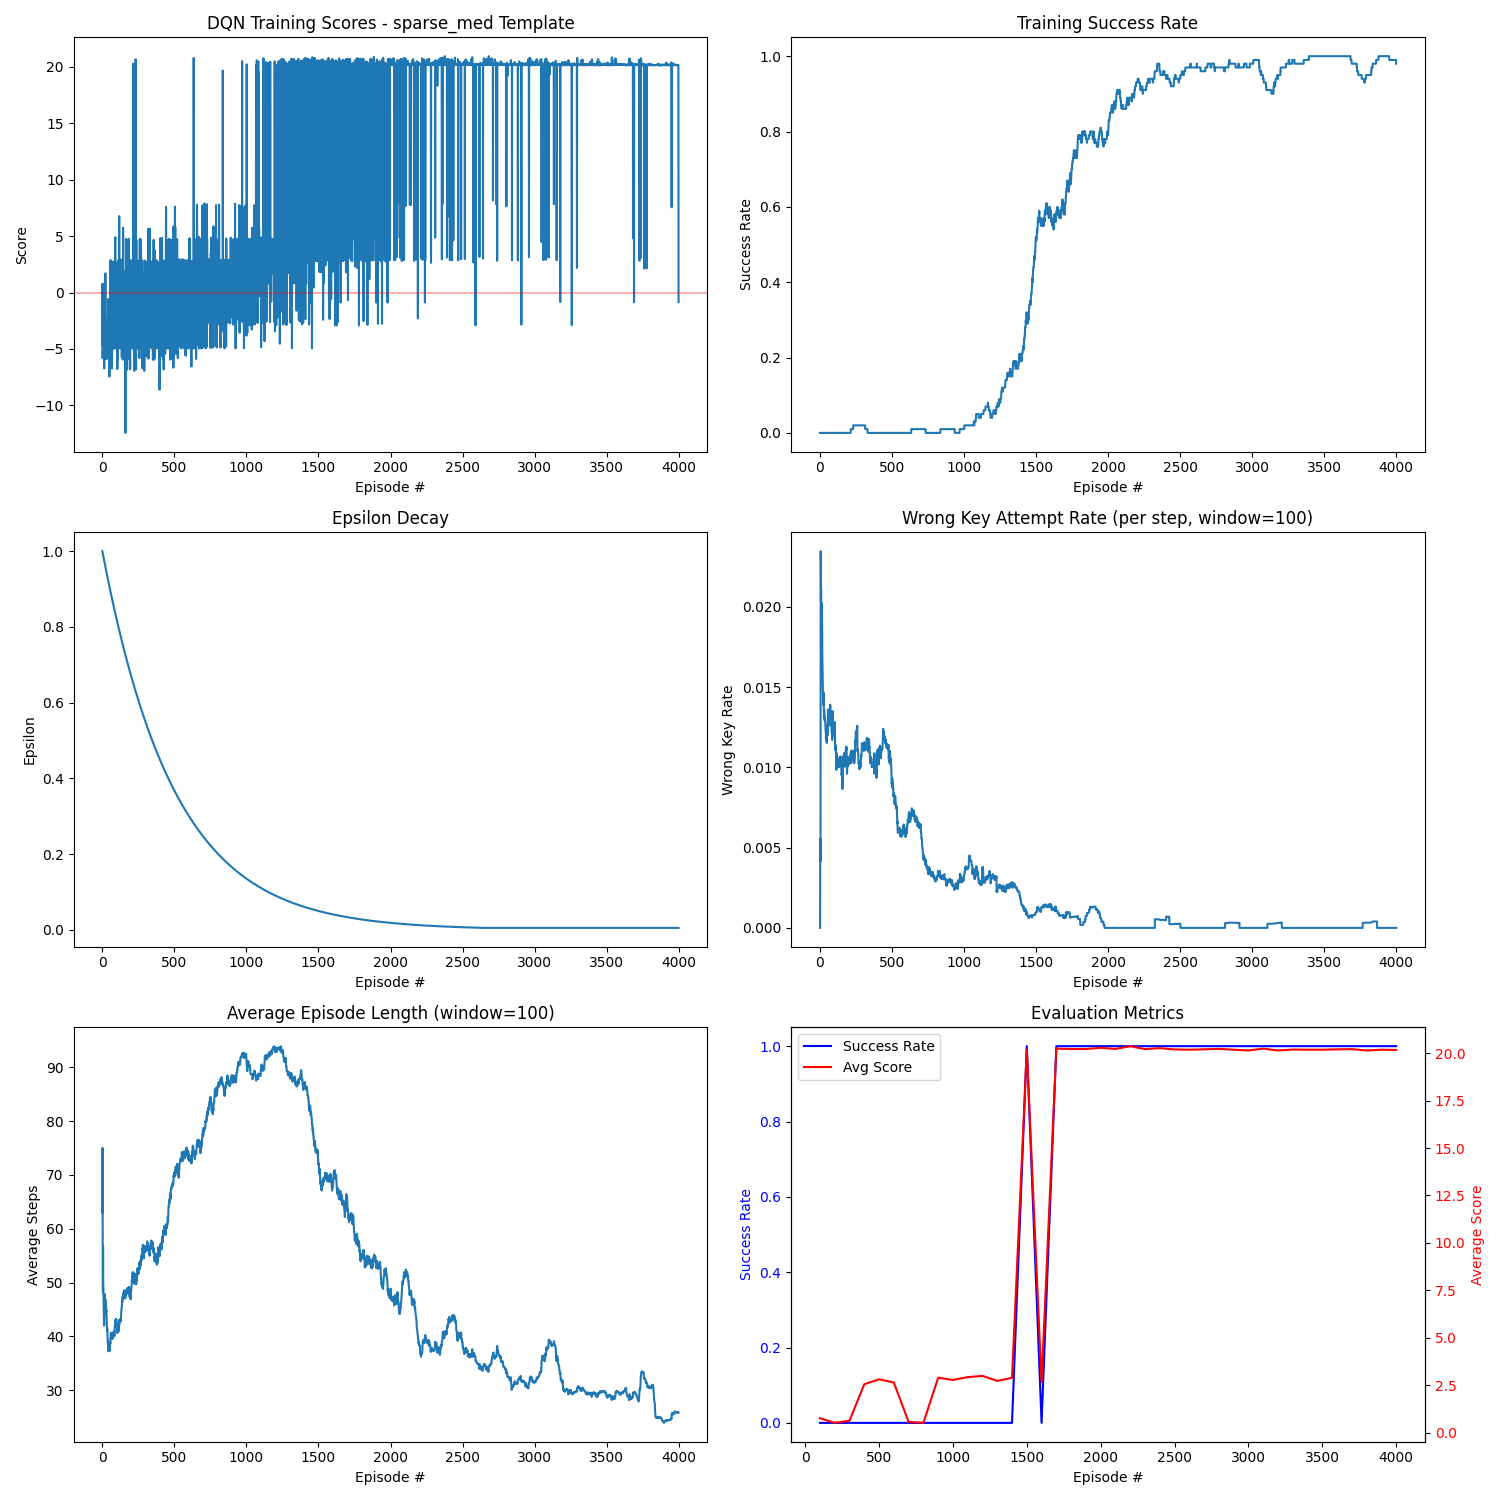 DQN Training Scores - sparse_med Template
Score
20
15
10
5
0
−5
−10
0 500 1000 1500 2000 2500 3000 3500 4000
Episode #
Training Success Rate
Success Rate
1.0
0.8
0.6
0.4
0.2
0.0
0 500 1000 1500 2000 2500 3000 3500 4000
Episode #
Epsilon Decay
Epsilon
1.0
0.8
0.6
0.4
0.2
0.0
0 500 1000 1500 2000 2500 3000 3500 4000
Episode #
Wrong Key Attempt Rate (per step, window=100)
Wrong Key Rate
0.020
0.015
0.010
0.005
0.000
0 500 1000 1500 2000 2500 3000 3500 4000
Episode #
Average Episode Length (window=100)
Average Steps
90
80
70
60
50
40
30
0 500 1000 1500 2000 2500 3000 3500 4000
Episode #
Evaluation Metrics
Success Rate
Avg Score
Success Rate
1.0
0.8
0.6
0.4
0.2
0.0
20.0
17.5
15.0
12.5
10.0
7.5
5.0
2.5
0.0
Average Score
0 500 1000 1500 2000 2500 3000 3500 4000
Episode #